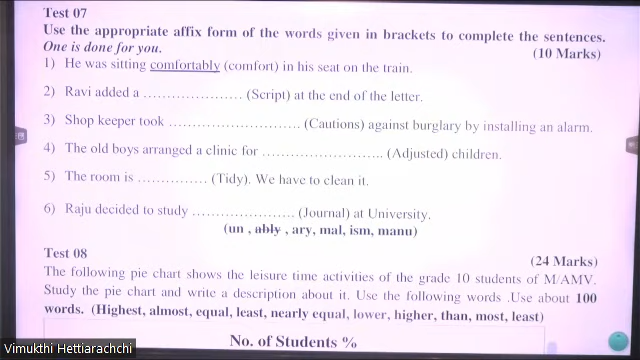 Test 07
Use the appropriate affix form of the words given in brackets to complete the sentences.
One is done for you.
(10 Marks)
1) He was sitting comfortably (comfort) in his seat on the train.
2) Ravi added a ………………… (Script) at the end of the letter.
3) Shop keeper took ………………………. (Cautions) against burglary by installing an alarm.
4) The old boys arranged a clinic for …………………….. (Adjusted) children.
5) The room is …………… (Tidy). We have to clean it.
6) Raju decided to study …………………. (Journal) at University.
(un , ably , ary, mal, ism, manu)
Test 08
(24 Marks)
The following pie chart shows the leisure time activities of the grade 10 students of M/AMV.
Study the pie chart and write a description about it. Use the following words .Use about 100
words. (Highest, almost, equal, least, nearly equal, lower, higher, than, most, least)
No. of Students %
Vimukthi Hettiarachchi